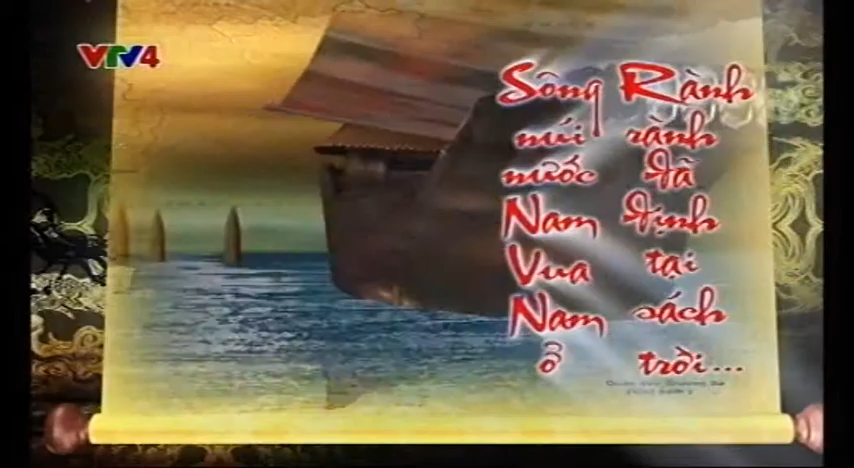 VTV4
Sông núi nước Nam Vua Nam ở
Rành rành đã định tại sách trời...